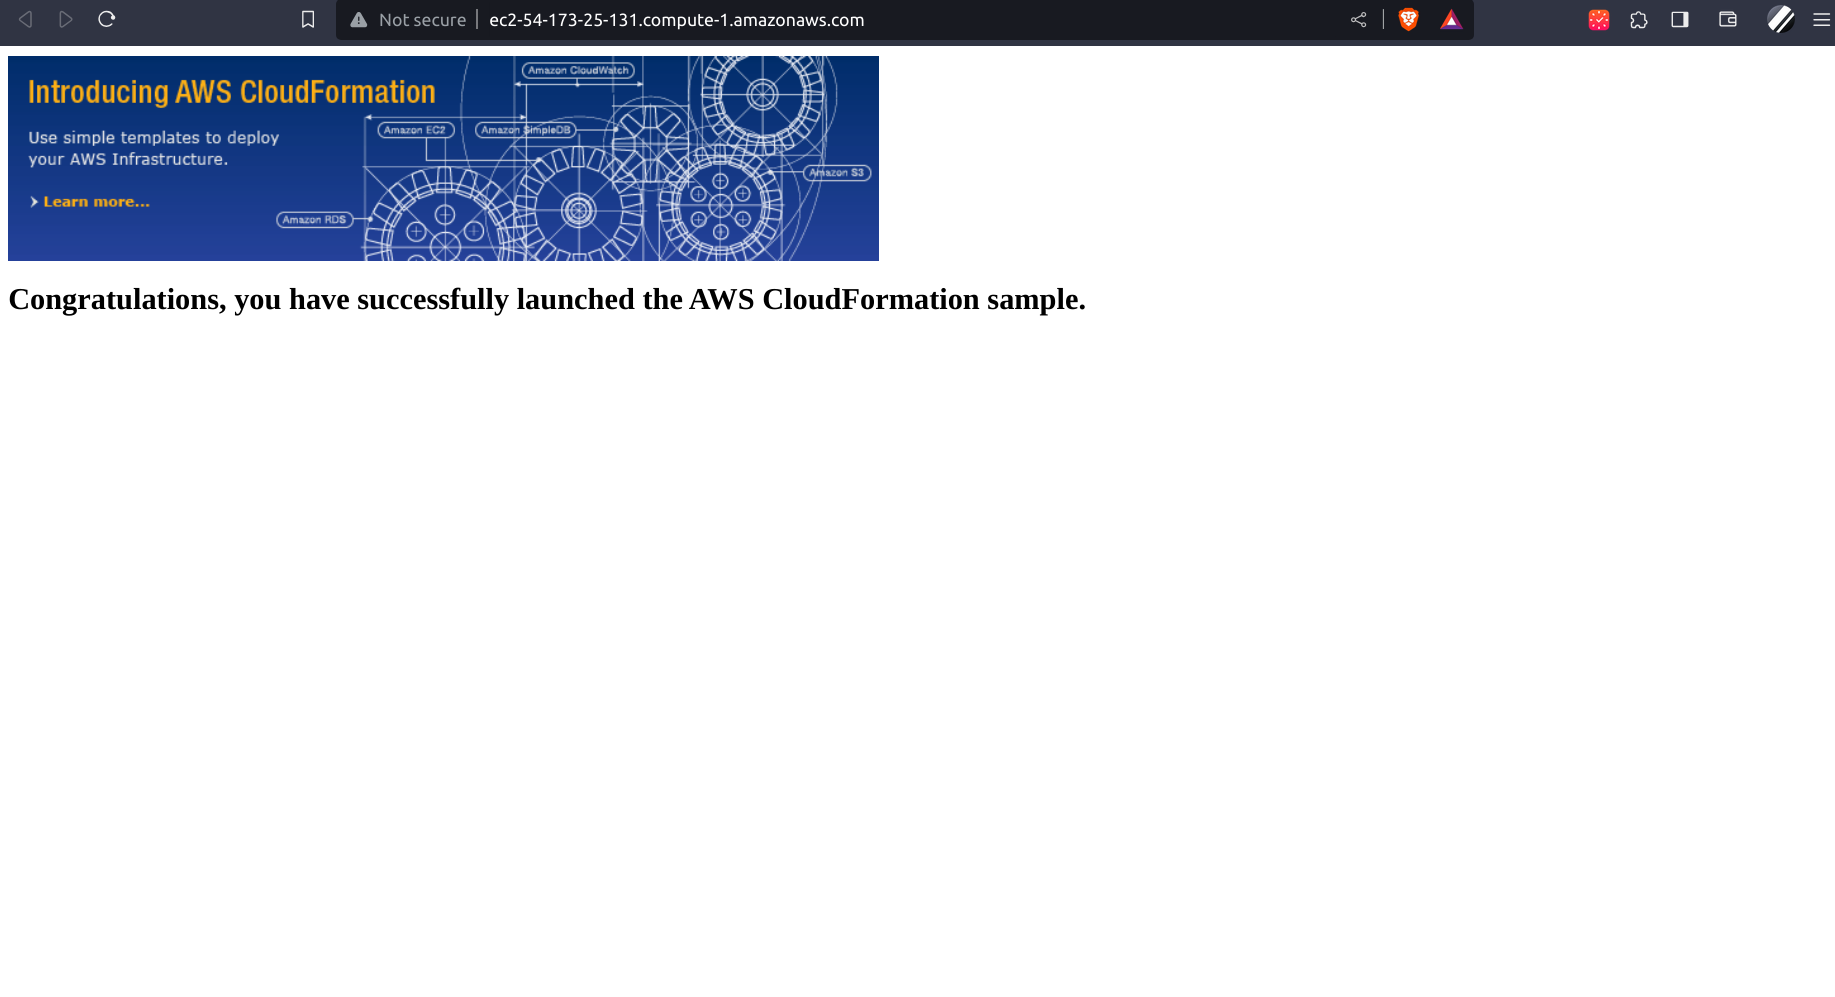 Not secure
ec2-54-173-25-131.compute-1.amazonaws.com
Introducing AWS CloudFormation
Use simple templates to deploy
your AWS Infrastructure.
Learn more...
Amazon CloudWatch
Amazon EC2
Amazon SimpleDB
Amazon S3
Amazon RDS
Congratulations, you have successfully launched the AWS CloudFormation sample.